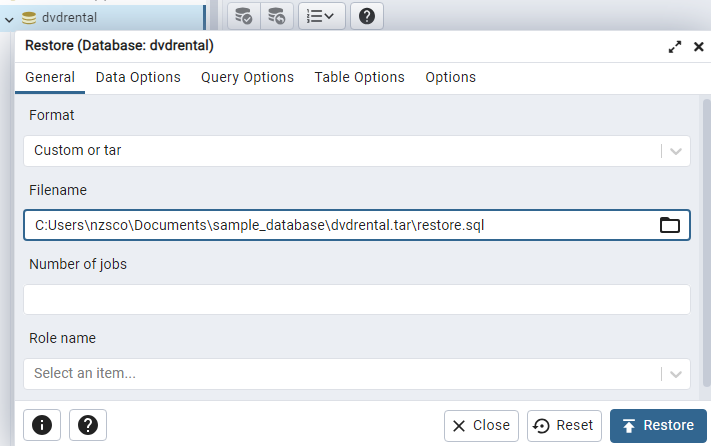 dvdrental
Restore (Database: dvdrental)
General Data Options Query Options Table Options Options
Format
Custom or tar
Filename
C:Users\nzsco\Documents\sample_database\dvdrental.tar\restore.sql
Number of jobs
Role name
Select an item...
Close Reset Restore